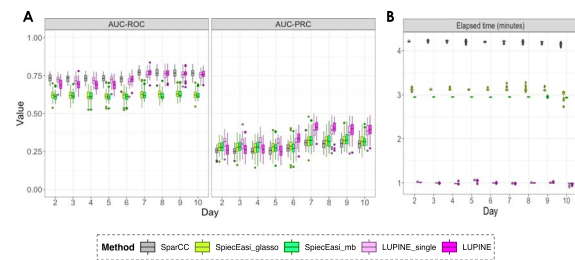 A
B
AUC-ROC AUC-PRC
Elapsed time (minutes)
1.00
0.75
0.50
0.25
0.00
Value
4
3
2
1
2 3 4 5 6 7 8 9 10 2 3 4 5 6 7 8 9 10
2 3 4 5 6 7 8 9 10
Day
Day
Method SparCC SpiecEasi_glasso SpiecEasi_mb LUPINE_single LUPINE